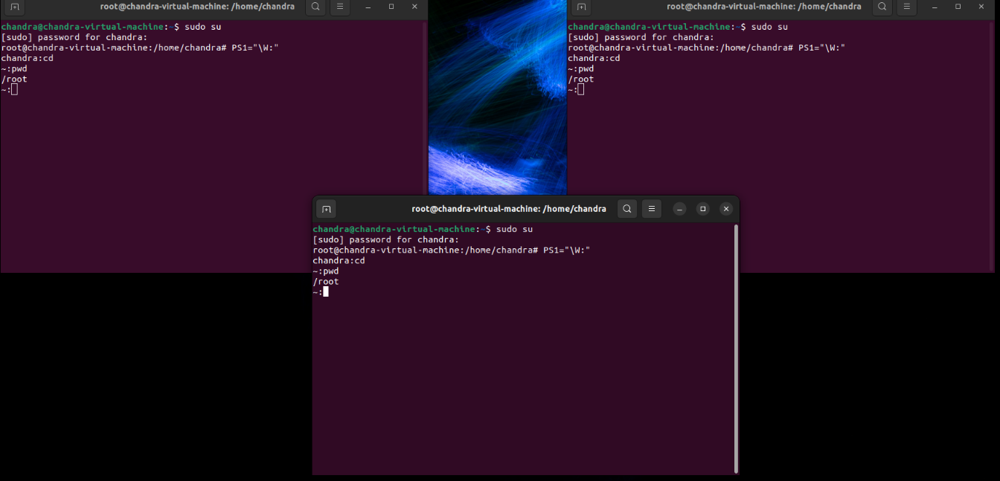 root@chandra-virtual-machine: /home/chandra
chandra@chandra-virtual-machine:~$ sudo su
[sudo] password for chandra:
root@chandra-virtual-machine:/home/chandra# PS1="\W:"
chandra:cd
~:pwd
/root
~:
root@chandra-virtual-machine: /home/chandra
chandra@chandra-virtual-machine:~$ sudo su
[sudo] password for chandra:
root@chandra-virtual-machine:/home/chandra# PS1="\W:"
chandra:cd
~:pwd
/root
~:
root@chandra-virtual-machine: /home/chandra
chandra@chandra-virtual-machine:~$ sudo su
[sudo] password for chandra:
root@chandra-virtual-machine:/home/chandra# PS1="\W:"
chandra:cd
~:pwd
/root
~: